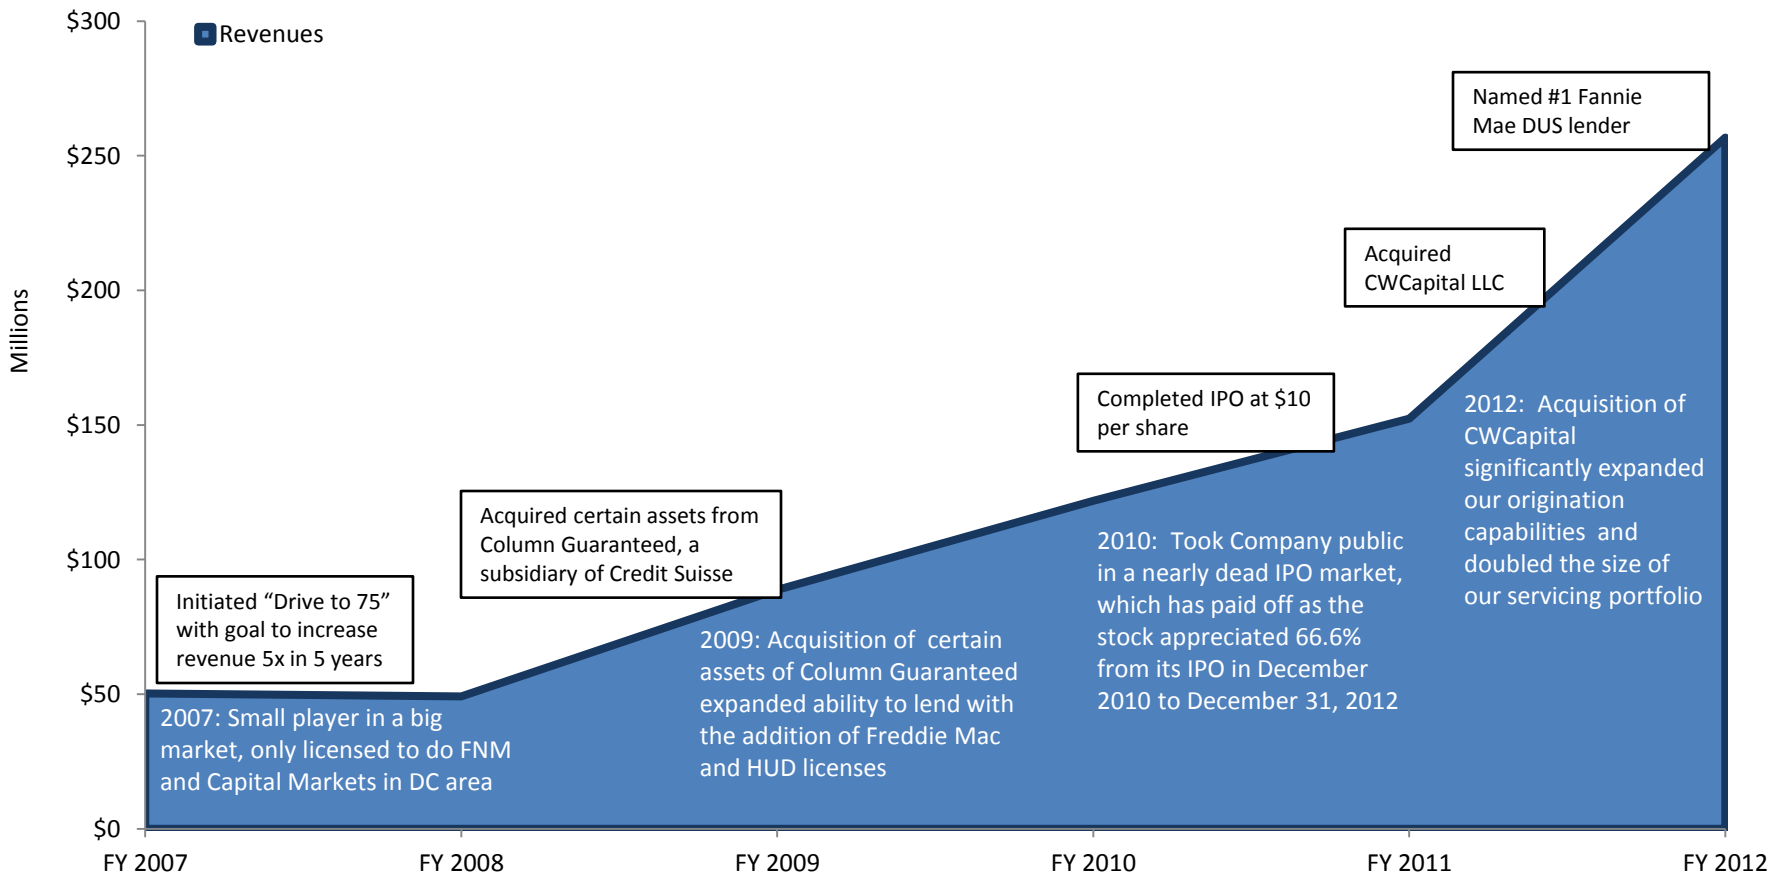 $300
Revenues
$250
$200
$150
$100
$50
$0
Millions
Named #1 Fannie
Mae DUS lender
Acquired
CWCapital LLC
Completed IPO at $10
per share
Acquired certain assets from
Column Guaranteed, a
subsidiary of Credit Suisse
Initiated “Drive to 75”
with goal to increase
revenue 5x in 5 years
2007: Small player in a big
market, only licensed to do FNM
and Capital Markets in DC area
2009: Acquisition of  certain
assets of Column Guaranteed
expanded ability to lend with
the addition of Freddie Mac
and HUD licenses
2010:  Took Company public
in a nearly dead IPO market,
which has paid off as the
stock appreciated 66.6%
from its IPO in December
2010 to December 31, 2012
2012:  Acquisition of
CWCapital
significantly expanded
our origination
capabilities  and
doubled the size of
our servicing portfolio
FY 2007
FY 2008
FY 2009
FY 2010
FY 2011
FY 2012